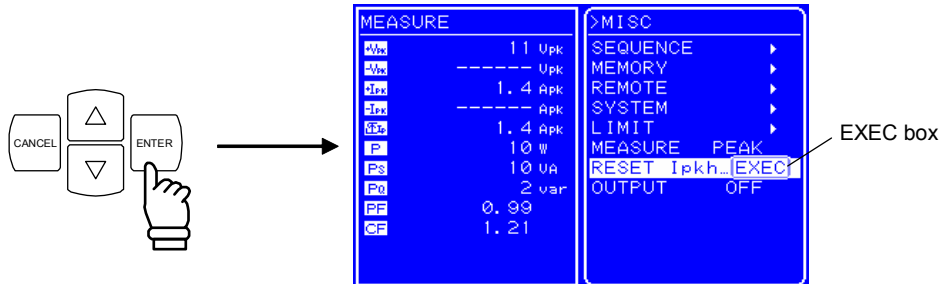 MEASURE
+VPK 11 VPK
-VPK ------ VPK
+IPK 1.4 APK
-IPK ------ APK
1.4 APK
P 10 W
PS 10 VA
PQ 2 var
PF 0.99
CF 1.21
>MISC
SEQUENCE
MEMORY
REMOTE
SYSTEM
LIMIT
MEASURE PEAK
RESET Ipkh…EXEC
OUTPUT OFF
CANCEL
ENTER
EXEC box